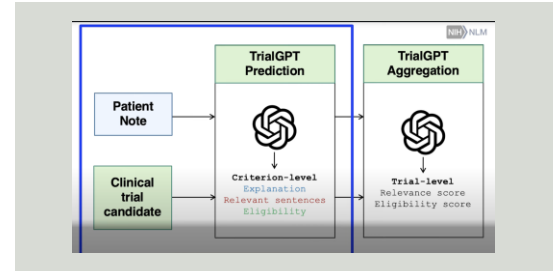 NIH NLM
TrialGPT
Prediction
TrialGPT
Aggregation
Patient
Note
Clinical
trial
candidate
Criterion-level
Explanation
Relevant sentences
Eligibility
Trial-level
Relevance score
Eligibility score